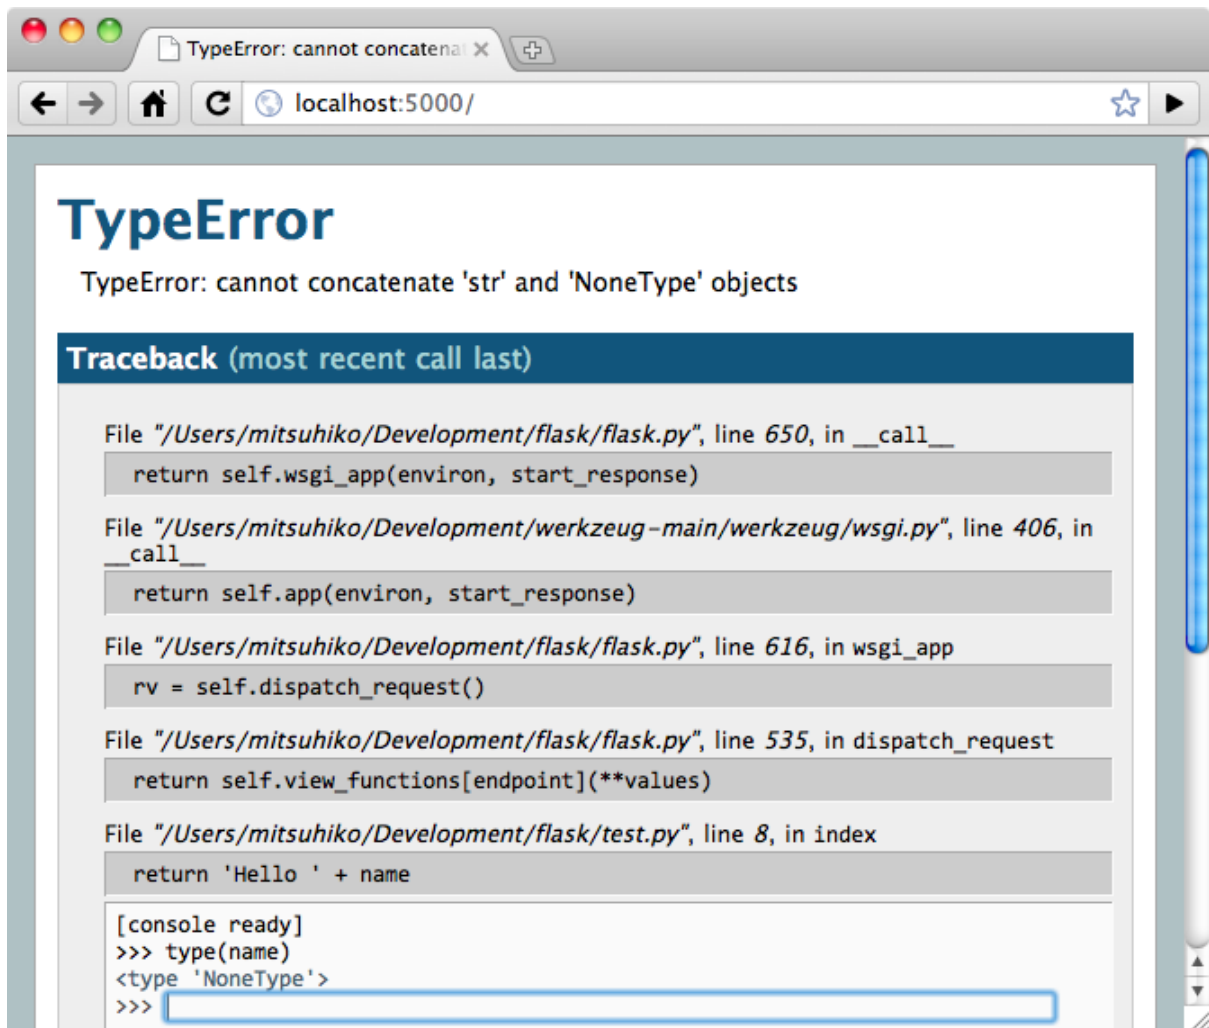 TypeError: cannot concatenat
localhost:5000/
TypeError
TypeError: cannot concatenate 'str' and 'NoneType' objects
Traceback (most recent call last)
File "/Users/mitsuhiko/Development/flask/flask.py", line 650, in __call__
return self.wsgi_app(environ, start_response)
File "/Users/mitsuhiko/Development/werkzeug-main/werkzeug/wsgi.py", line 406, in
__call__
return self.app(environ, start_response)
File "/Users/mitsuhiko/Development/flask/flask.py", line 616, in wsgi_app
rv = self.dispatch_request()
File "/Users/mitsuhiko/Development/flask/flask.py", line 535, in dispatch_request
return self.view_functions[endpoint](**values)
File "/Users/mitsuhiko/Development/flask/test.py", line 8, in index
return 'Hello ' + name
[console ready]
>>> type(name)
<type 'NoneType'>
>>>